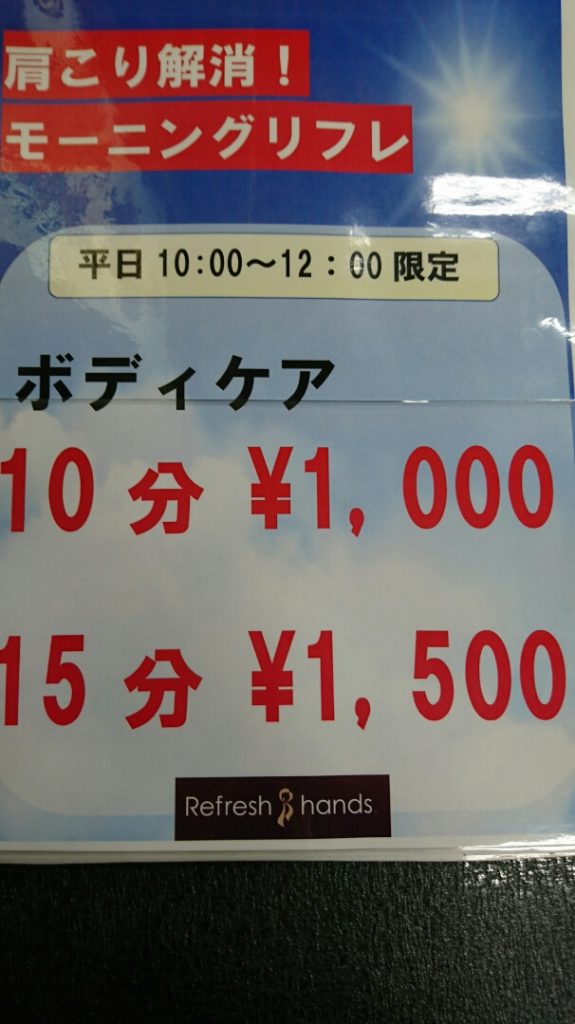 肩こり解消！
モーニングリフレ
平日 10:00～12：00 限定
ボディケア
10 分 ¥1, 000
15 分 ¥1, 500
Refresh hands